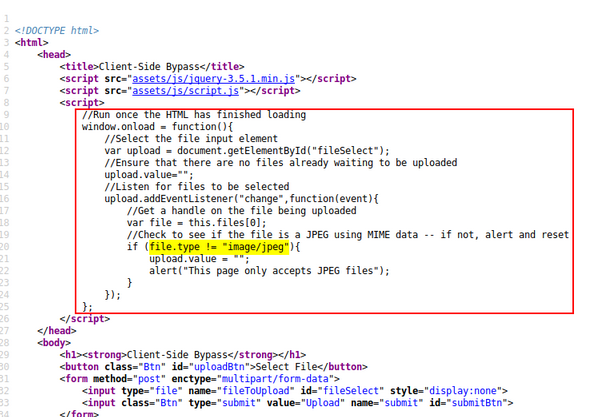 1
2 <!DOCTYPE html>
3 <html>
4 <head>
5 <title>Client-Side Bypass</title>
6 <script src="assets/js/jquery-3.5.1.min.js"></script>
7 <script src="assets/js/script.js"></script>
8 <script>
9 //Run once the HTML has finished loading
10 window.onload = function(){
11 //Select the file input element
12 var upload = document.getElementById("fileSelect");
13 //Ensure that there are no files already waiting to be uploaded
14 upload.value="";
15 //Listen for files to be selected
16 upload.addEventListener("change",function(event){
17 //Get a handle on the file being uploaded
18 var file = this.files[0];
19 //Check to see if the file is a JPEG using MIME data -- if not, alert and reset
20 if (file.type != "image/jpeg"){
21 upload.value = "";
22 alert("This page only accepts JPEG files");
23 }
24 });
25 };
26 </script>
27 </head>
28 <body>
29 <h1><strong>Client-Side Bypass</strong></h1>
30 <button class="Btn" id="uploadBtn">Select File</button>
31 <form method="post" enctype="multipart/form-data">
32 <input type="file" name="fileToUpload" id="fileSelect" style="display:none">
33 <input class="Btn" type="submit" value="Upload" name="submit" id="submitBtn">
34 </form>